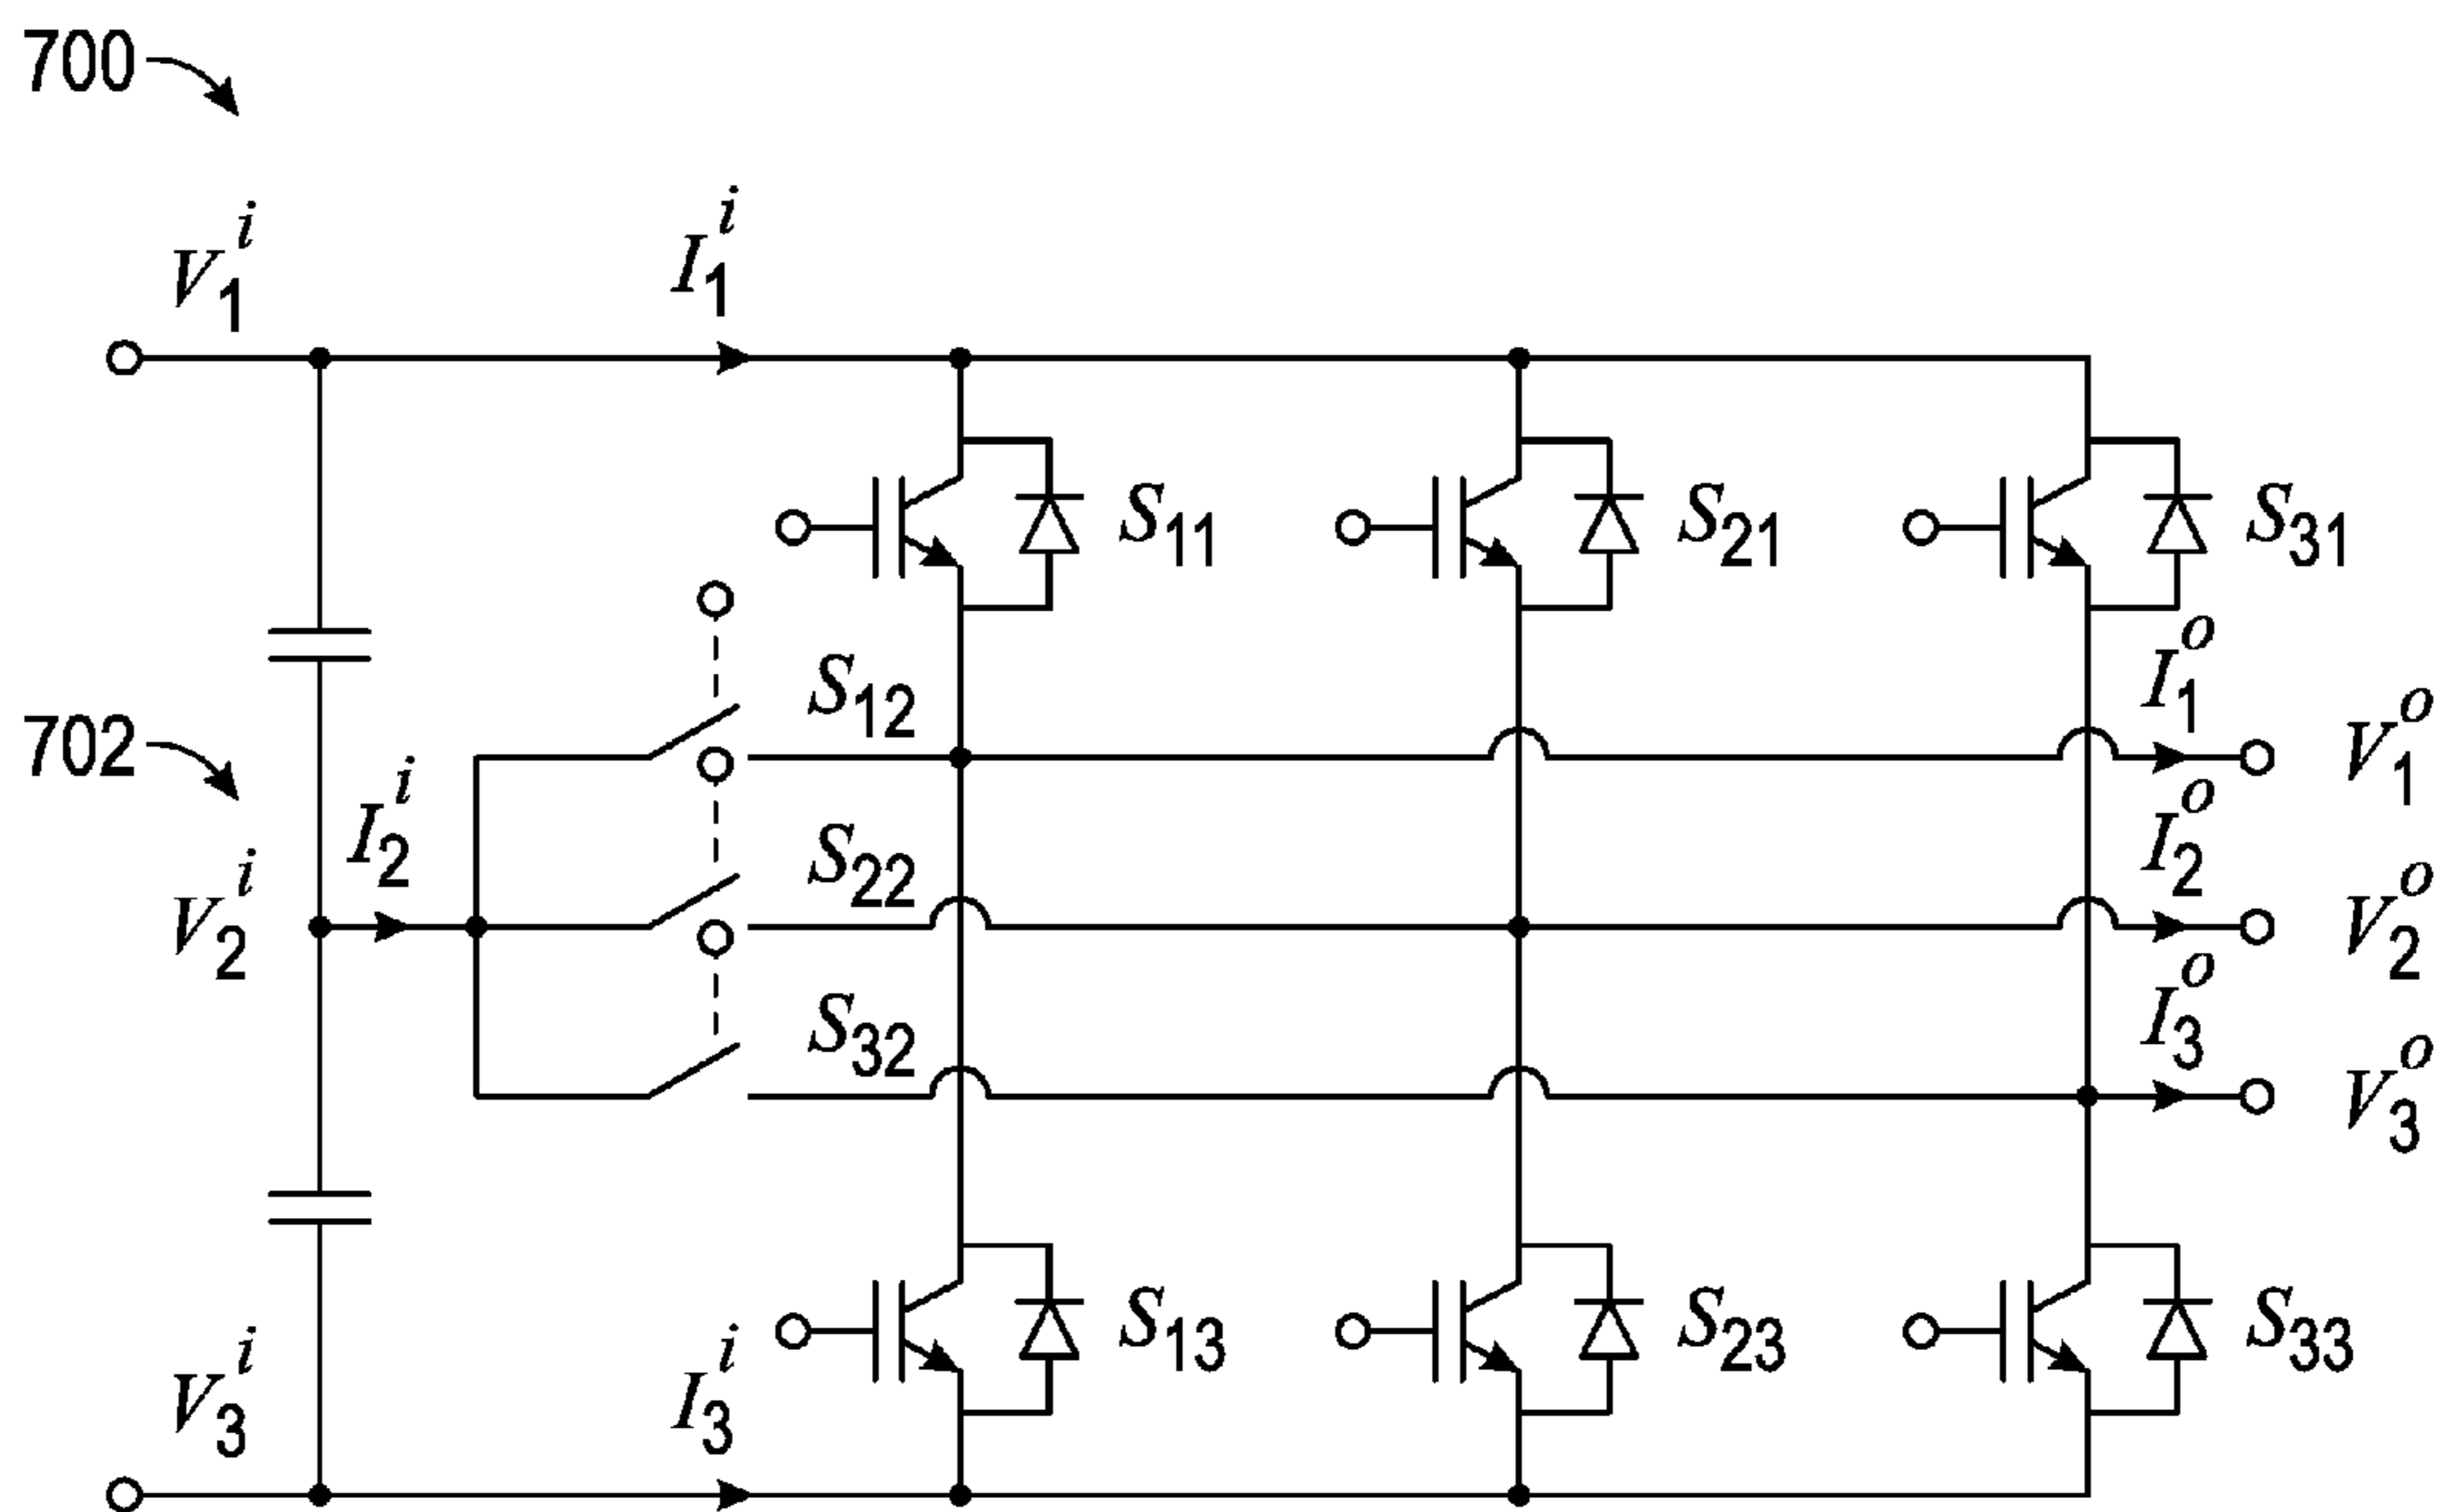 700
V₁ⁱ
I₁ⁱ
S₁₁
S₂₁
S₃₁
I₁ᵒ
S₁₂
V₁ᵒ
702
I₂ⁱ
I₂ᵒ
S₂₂
V₂ⁱ
V₂ᵒ
I₃ᵒ
S₃₂
V₃ᵒ
S₁₃
S₂₃
S₃₃
V₃ⁱ
I₃ⁱ